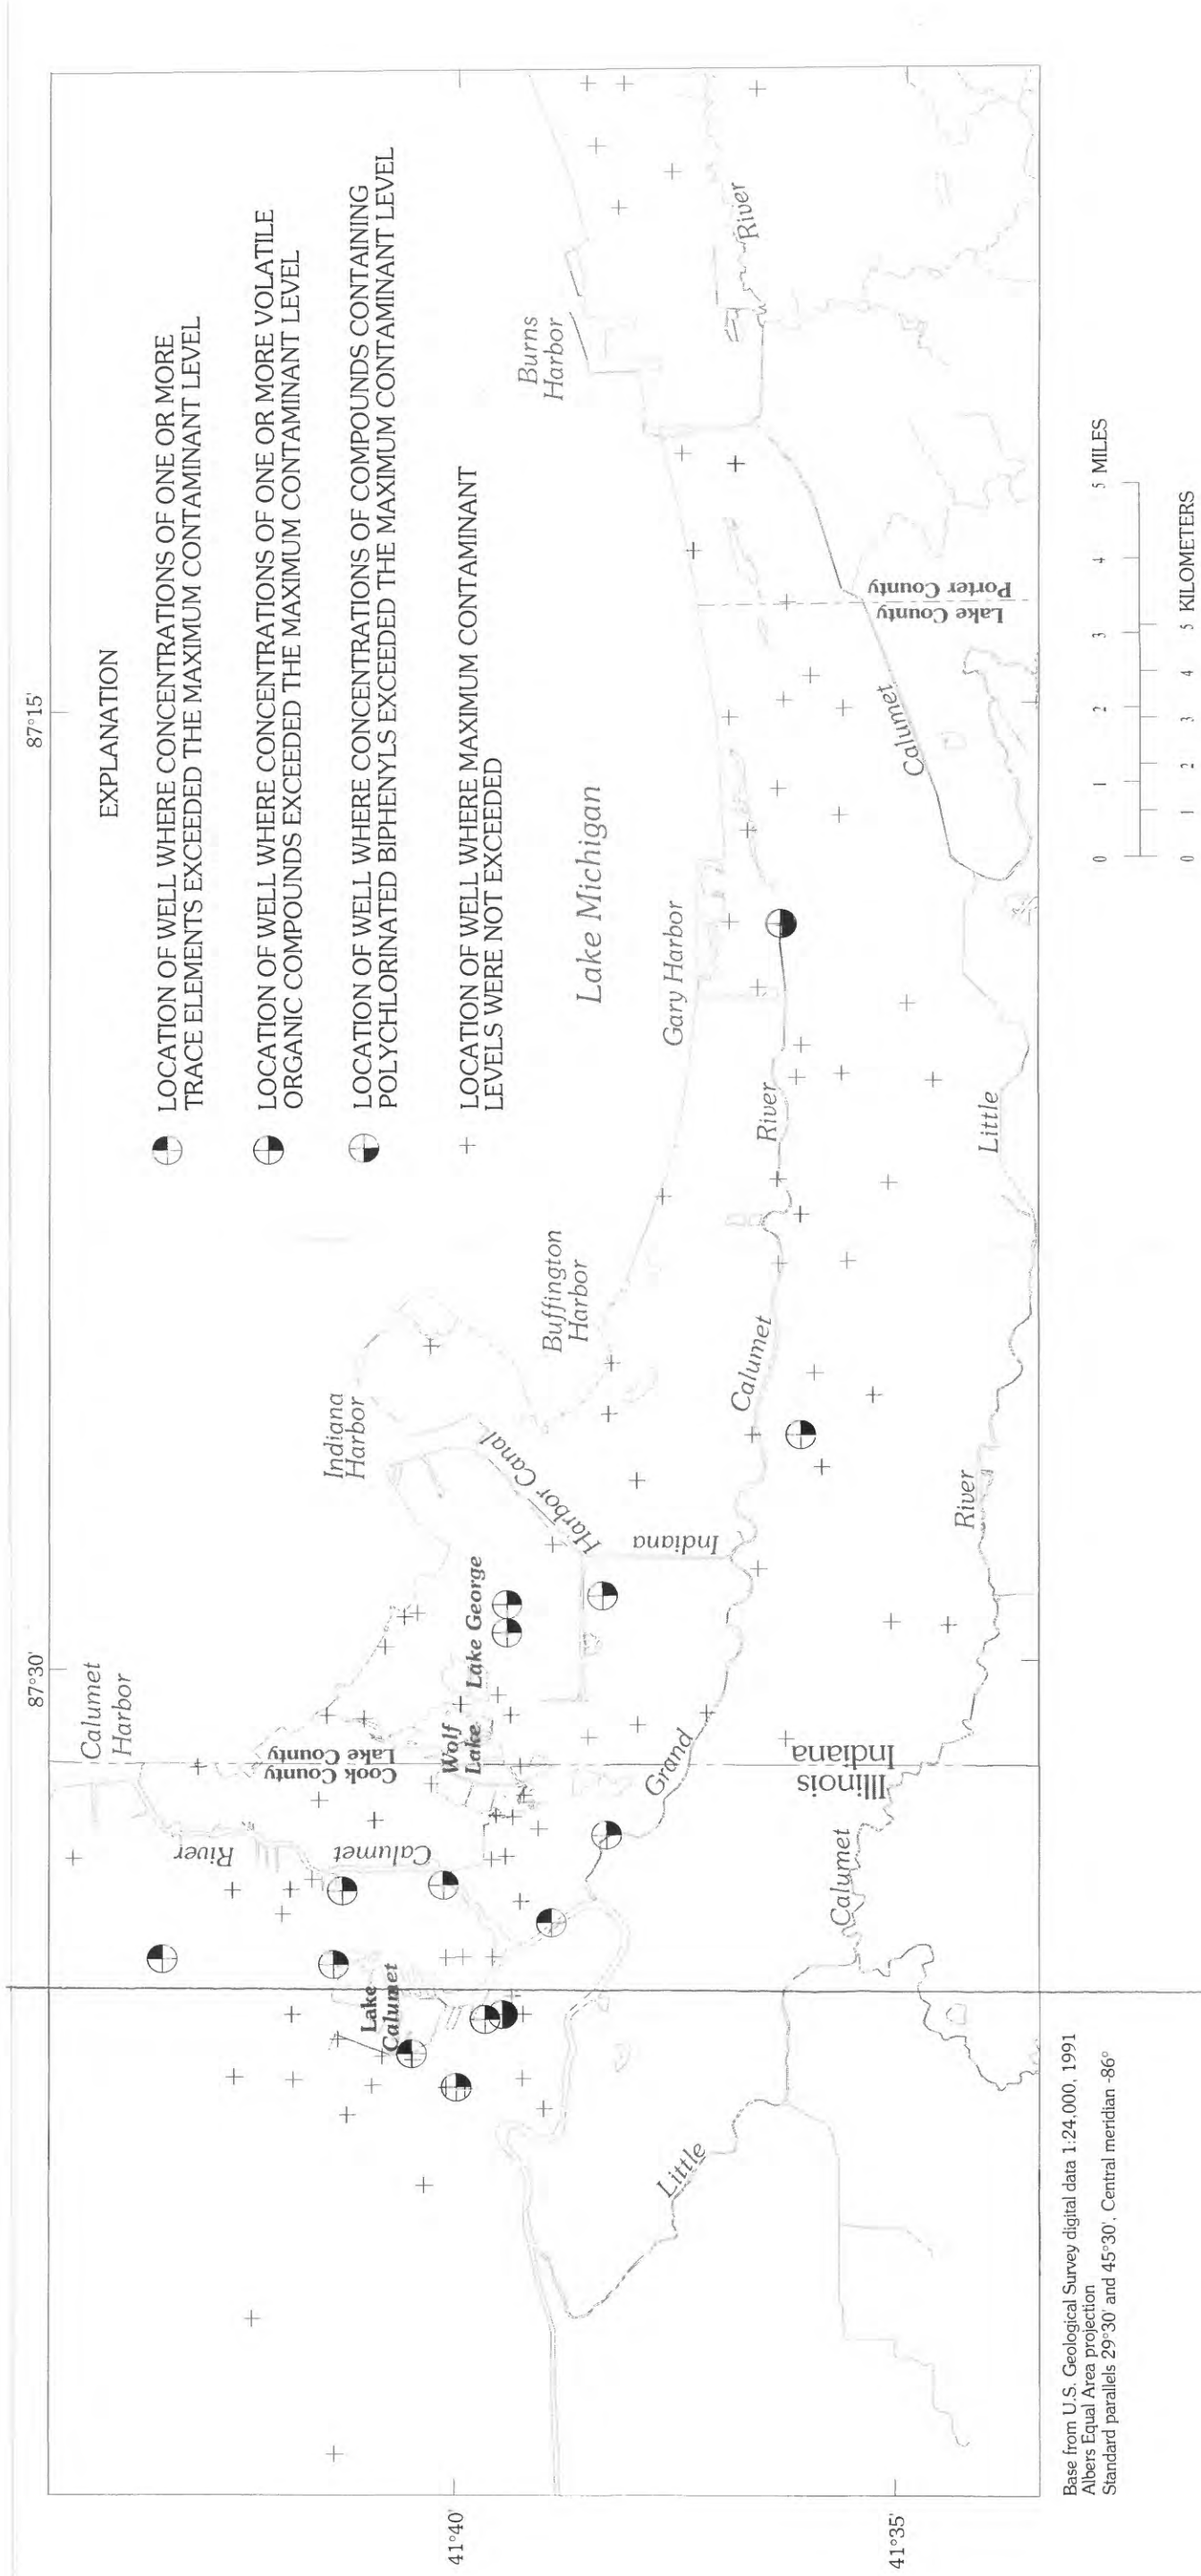 87°30'
87°15'
EXPLANATION
LOCATION OF WELL WHERE CONCENTRATIONS OF ONE OR MORE
TRACE ELEMENTS EXCEEDED THE MAXIMUM CONTAMINANT LEVEL
LOCATION OF WELL WHERE CONCENTRATIONS OF ONE OR MORE VOLATILE
ORGANIC COMPOUNDS EXCEEDED THE MAXIMUM CONTAMINANT LEVEL
LOCATION OF WELL WHERE CONCENTRATIONS OF COMPOUNDS CONTAINING
POLYCHLORINATED BIPHENYLS EXCEEDED THE MAXIMUM CONTAMINANT LEVEL
LOCATION OF WELL WHERE MAXIMUM CONTAMINANT
LEVELS WERE NOT EXCEEDED
Calumet
Harbor
River
Calumet
Cook County
Lake County
Lake
Calumet
Wolf
Lake
Lake George
Indiana
Harbor
Harbor Canal
Indiana
Buffington
Harbor
Lake Michigan
Gary Harbor
Burns
Harbor
River
41°40'
Grand
Calumet
River
Little
Calumet
Illinois
Indiana
River
Little
Calumet
Lake County
Porter County
41°35'
Base from U.S. Geological Survey digital data 1:24,000, 1991
Albers Equal Area projection
Standard parallels 29°30' and 45°30', Central meridian -86°
0 1 2 3 4 5 MILES
0 1 2 3 4 5 KILOMETERS